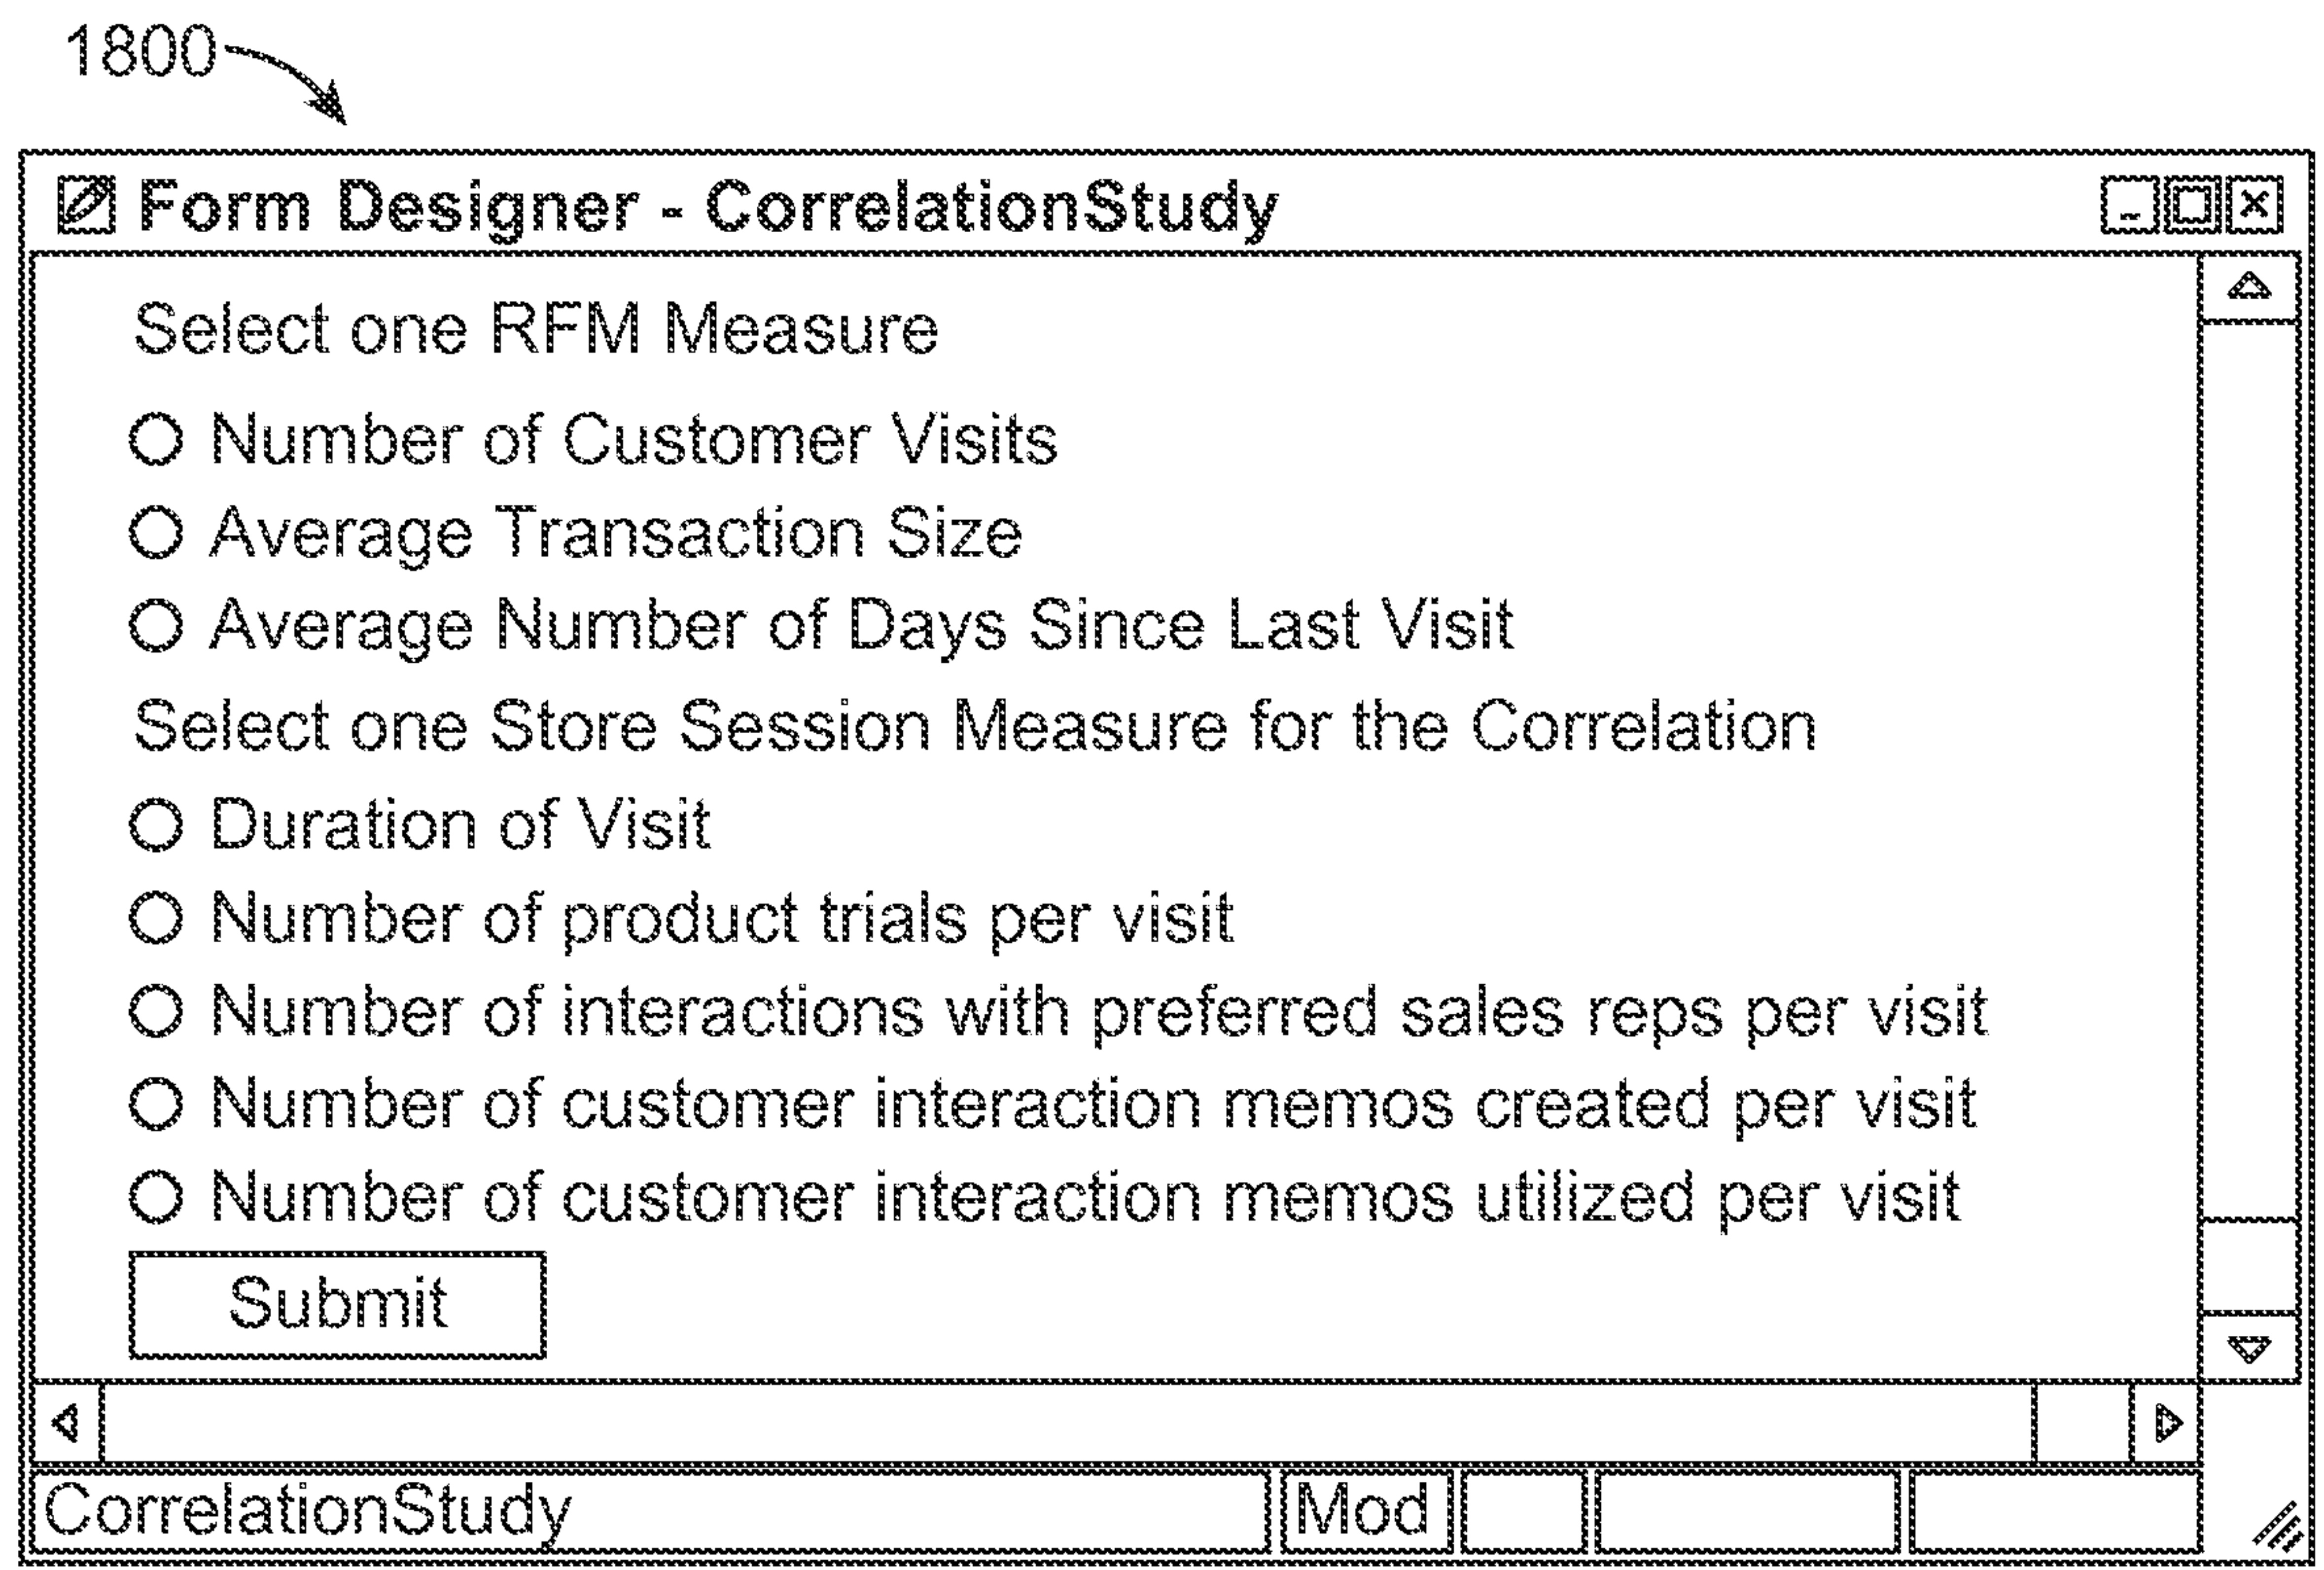 1800
Form Designer - CorrelationStudy
Select one RFM Measure
Number of Customer Visits
Average Transaction Size
Average Number of Days Since Last Visit
Select one Store Session Measure for the Correlation
Duration of Visit
Number of product trials per visit
Number of interactions with preferred sales reps per visit
Number of customer interaction memos created per visit
Number of customer interaction memos utilized per visit
Submit
CorrelationStudy Mod